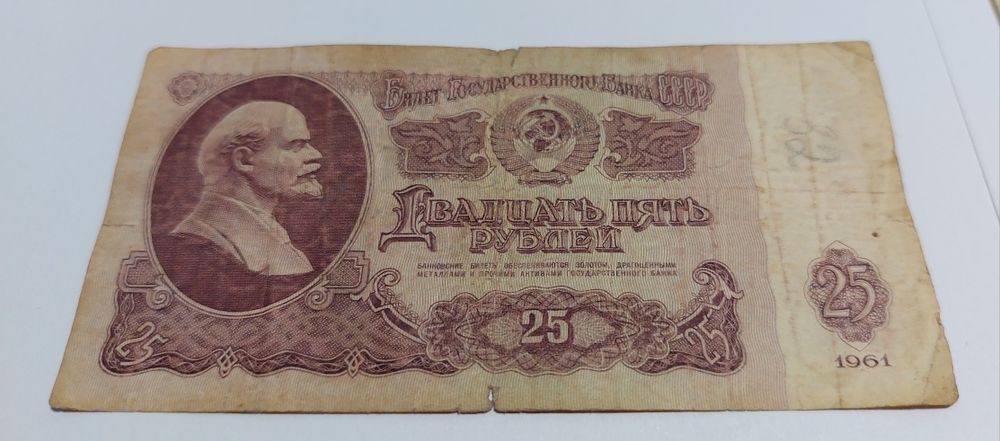 Билет Государственного Банка СССР
Двадцать пять
рублей
БАНКОВСКИЕ БИЛЕТЫ ОБЕСПЕЧИВАЮТСЯ ЗОЛОТОМ, ДРАГОЦЕННЫМИ
МЕТАЛЛАМИ И ПРОЧИМИ АКТИВАМИ ГОСУДАРСТВЕННОГО БАНКА
25
25
25
25
1961